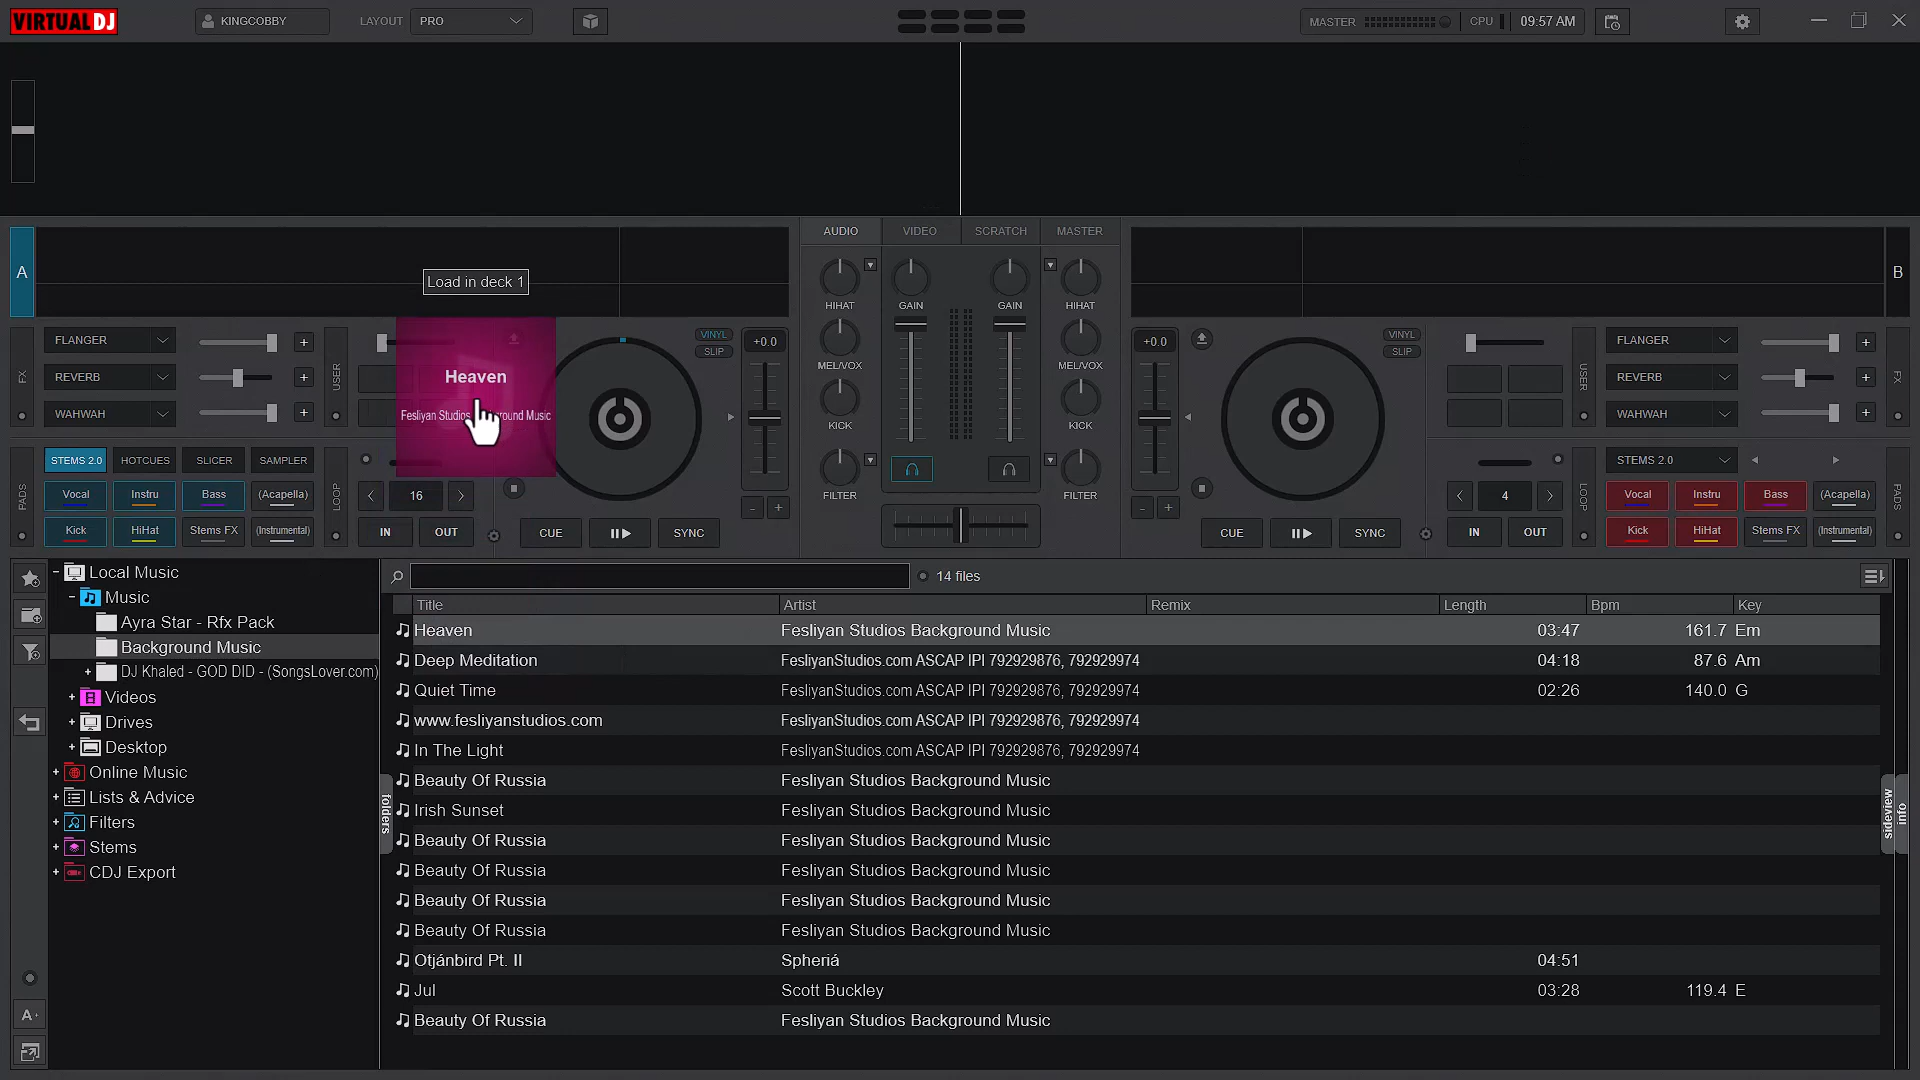 VIRTUAL DJ
KINGCOBBY
LAYOUT
PRO
MASTER
CPU
09:57 AM
A
Load in deck 1
AUDIO
VIDEO
SCRATCH
MASTER
B
HIHAT
GAIN
GAIN
HIHAT
MEL/VOX
MEL/VOX
KICK
KICK
FILTER
FILTER
FX
FLANGER
+
REVERB
+
WAHWAH
+
USER
Heaven
Fesliyan Studios
ound Music
VINYL
SLIP
+0.0
+0.0
VINYL
SLIP
USER
FLANGER
+
REVERB
+
WAHWAH
+
FX
PADS
STEMS 2.0
HOTCUES
SLICER
SAMPLER
Vocal
Instru
Bass
(Acapella)
Kick
HiHat
Stems FX
(Instrumental)
LOOP
16
IN
OUT
CUE
SYNC
-
+
-
+
CUE
SYNC
4
IN
OUT
LOOP
STEMS 2.0
Vocal
Instru
Bass
(Acapella)
Kick
HiHat
Stems FX
(Instrumental)
PADS
- Local Music
- Music
Ayra Star - Rfx Pack
Background Music
+ DJ Khaled - GOD DID - (SongsLover.com)
+ Videos
+ Drives
+ Desktop
+ Online Music
+ Lists & Advice
+ Filters
+ Stems
+ CDJ Export
A+
folders
14 files
Title Artist Remix Length Bpm Key
Heaven Fesliyan Studios Background Music 03:47 161.7 Em
Deep Meditation FesliyanStudios.com ASCAP IPI 792929876, 792929974 04:18 87.6 Am
Quiet Time FesliyanStudios.com ASCAP IPI 792929876, 792929974 02:26 140.0 G
www.fesliyanstudios.com FesliyanStudios.com ASCAP IPI 792929876, 792929974
In The Light FesliyanStudios.com ASCAP IPI 792929876, 792929974
Beauty Of Russia Fesliyan Studios Background Music
Irish Sunset Fesliyan Studios Background Music
Beauty Of Russia Fesliyan Studios Background Music
Beauty Of Russia Fesliyan Studios Background Music
Beauty Of Russia Fesliyan Studios Background Music
Beauty Of Russia Fesliyan Studios Background Music
Otjánbird Pt. II Spheriá 04:51
Jul Scott Buckley 03:28 119.4 E
Beauty Of Russia Fesliyan Studios Background Music
sideview
info